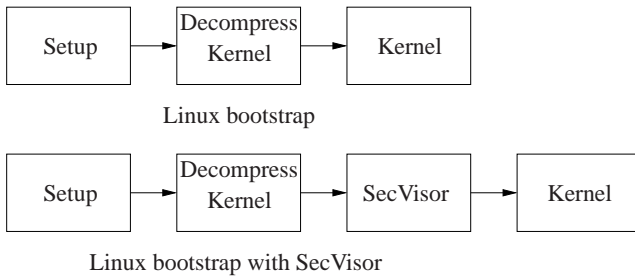 Setup
Decompress
Kernel
Kernel
Linux bootstrap
Setup
Decompress
Kernel
SecVisor
Kernel
Linux bootstrap with SecVisor